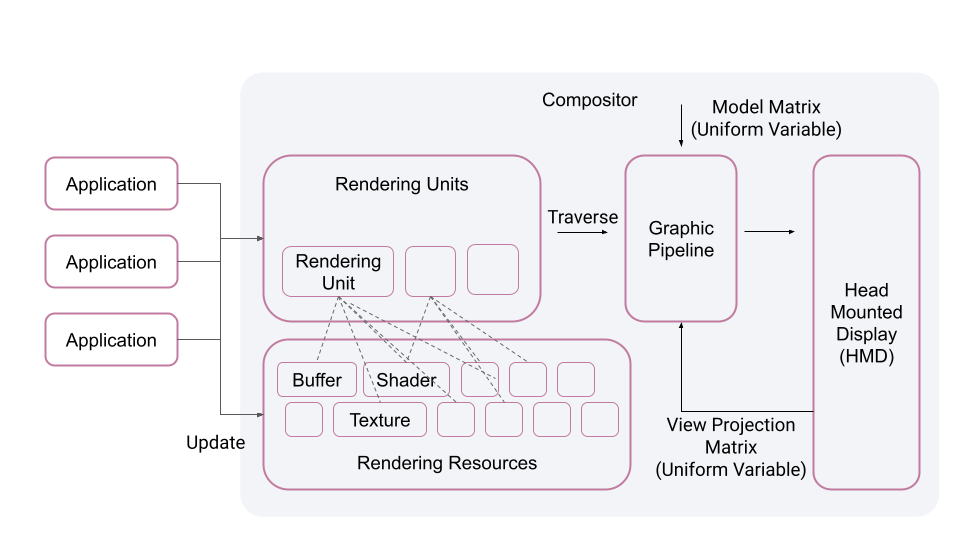 Compositor
Model Matrix
(Uniform Variable)
Application
Application
Application
Update
Rendering Units
Rendering
Unit
Traverse
Graphic
Pipeline
Head
Mounted
Display
(HMD)
Buffer
Shader
Texture
Rendering Resources
View Projection
Matrix
(Uniform Variable)